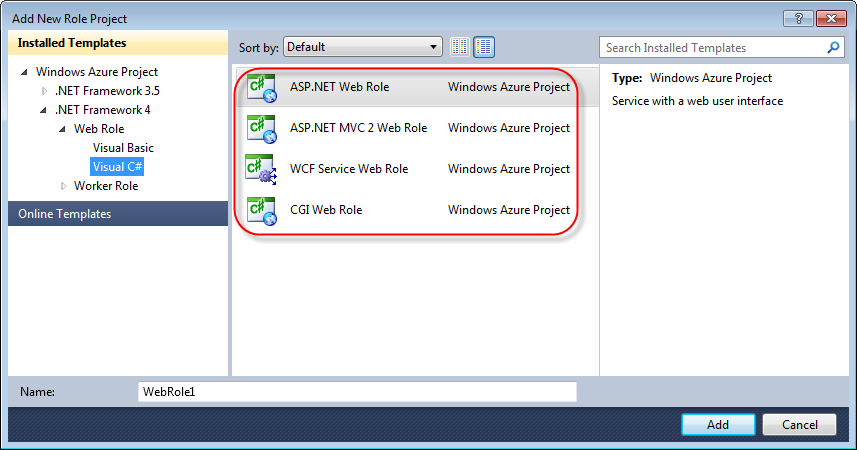 Add New Role Project
?
Installed Templates
Sort by: Default
Search Installed Templates
Windows Azure Project
.NET Framework 3.5
.NET Framework 4
Web Role
Visual Basic
Visual C#
Worker Role
Online Templates
C# ASP.NET Web Role Windows Azure Project
C# ASP.NET MVC 2 Web Role Windows Azure Project
C# WCF Service Web Role Windows Azure Project
C# CGI Web Role Windows Azure Project
Type: Windows Azure Project
Service with a web user interface
Name: WebRole1
Add Cancel